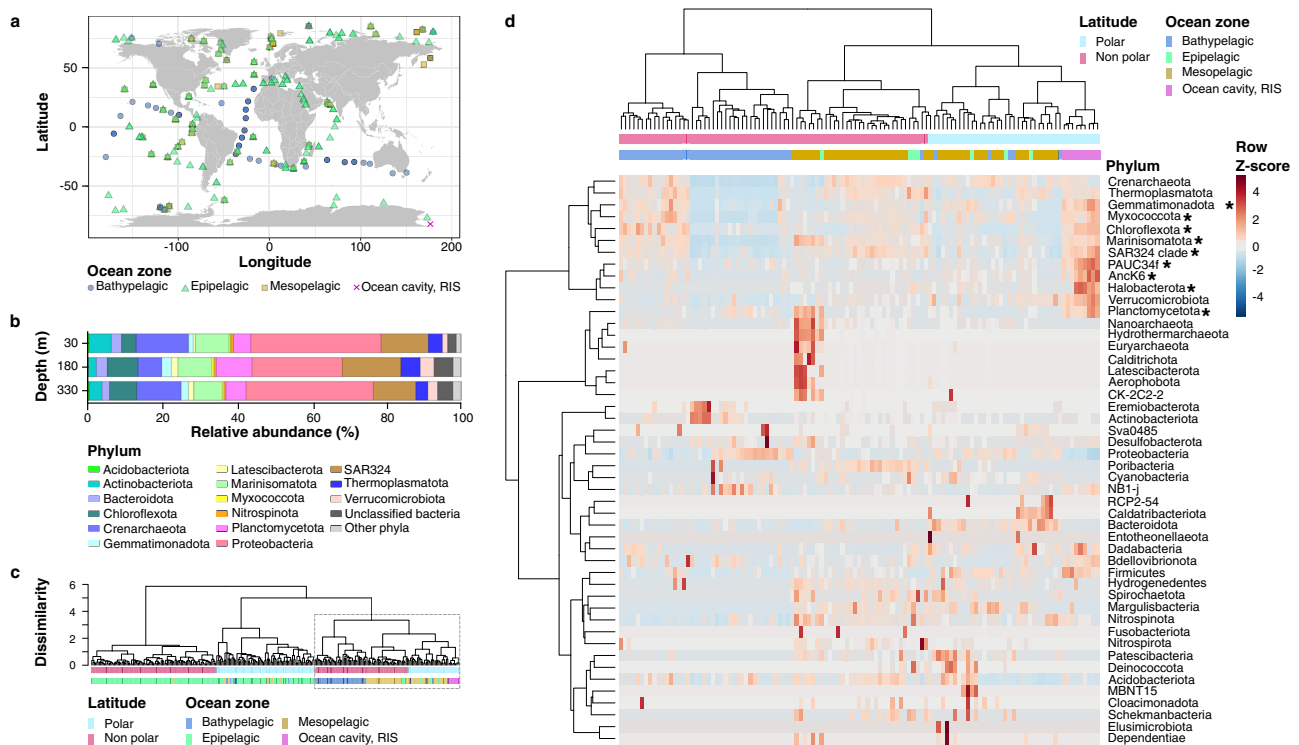 a
50
0
-50
Latitude
-100
0
100
200
Longitude
Ocean zone
Bathypelagic
Epipelagic
Mesopelagic
Ocean cavity, RIS
b
Depth (m)
30
180
330
0
20
40
60
80
100
Relative abundance (%)
Phylum
Acidobacteriota
Actinobacteriota
Bacteroidota
Chloroflexota
Crenarchaeota
Gemmatimonadota
Latescibacterota
Marinisomatota
Myxococcota
Nitrospinota
Planctomycetota
Proteobacteria
SAR324
Thermoplasmatota
Verrucomicrobiota
Unclassified bacteria
Other phyla
c
Dissimilarity
6
4
2
0
Latitude
Polar
Non polar
Ocean zone
Bathypelagic
Epipelagic
Mesopelagic
Ocean cavity, RIS
d
Latitude
Polar
Non polar
Ocean zone
Bathypelagic
Epipelagic
Mesopelagic
Ocean cavity, RIS
Row
Z-score
4
2
0
-2
-4
Phylum
Crenarchaeota
Thermoplasmatota
Gemmatimonadota *
Myxococcota *
Chloroflexota *
Marinisomatota *
SAR324 clade *
PAUC34f *
AncK6 *
Halobacterota *
Verrucomicrobiota
Planctomycetota *
Nanoarchaeota
Hydrothermarchaeota
Euryarchaeota
Calditrichota
Latescibacterota
Aerophobota
CK-2C2-2
Eremiobacterota
Actinobacteriota
Sva0485
Desulfobacterota
Proteobacteria
Poribacteria
Cyanobacteria
NB1-j
RCP2-54
Caldatribacteriota
Bacteroidota
Entotheonellaeota
Dadabacteria
Bdellovibrionota
Firmicutes
Hydrogenedentes
Spirochaetota
Margulisbacteria
Nitrospinota
Fusobacteriota
Nitrospirota
Patescibacteria
Deinococcota
Acidobacteriota
MBNT15
Cloacimonadota
Schekmanbacteria
Elusimicrobiota
Dependentiae